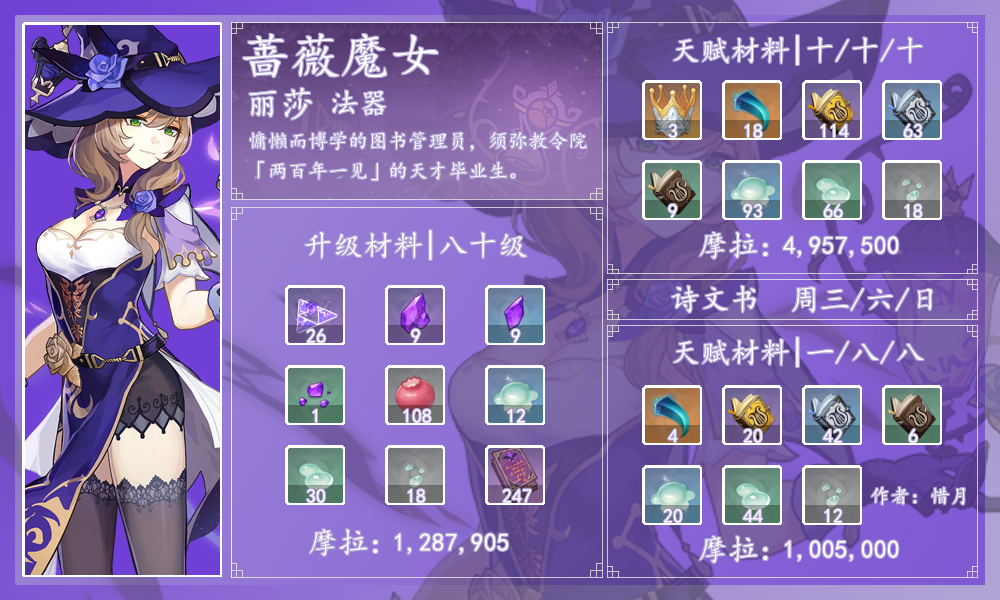 蔷薇魔女
丽莎 法器
慵懒而博学的图书管理员，须弥教令院
「两百年一见」的天才毕业生。
升级材料|八十级
26 9 9
1 108 12
30 18 247
摩拉：1,287,905
天赋材料|十/十/十
3 18 114 63
9 93 66 18
摩拉：4,957,500
诗文书 周三/六/日
天赋材料|一/八/八
4 20 42 6
20 44 12
作者：惜月
摩拉：1,005,000